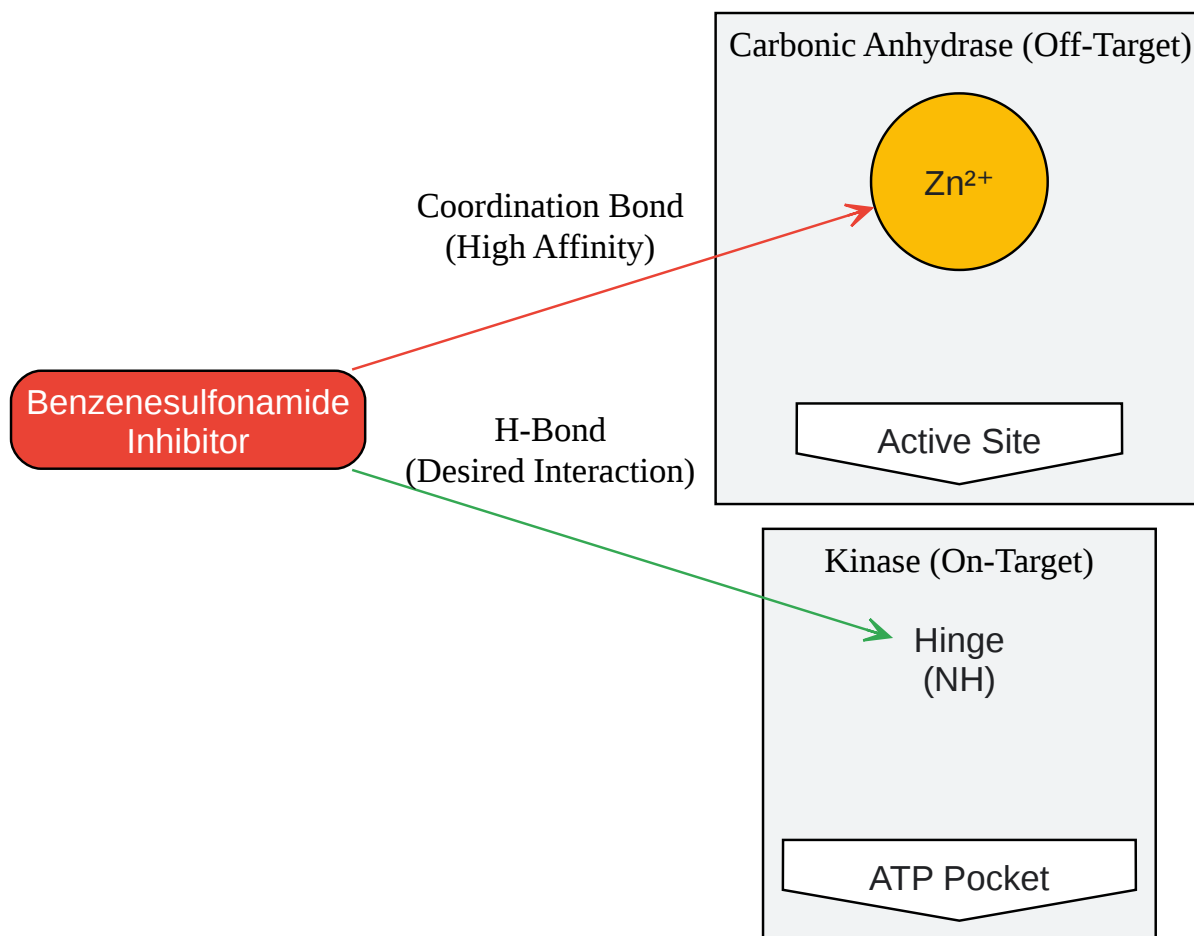 Carbonic Anhydrase (Off-Target)
Zn²⁺
Coordination Bond
(High Affinity)
Benzenesulfonamide
Inhibitor
H-Bond
(Desired Interaction)
Active Site
Kinase (On-Target)
Hinge
(NH)
ATP Pocket